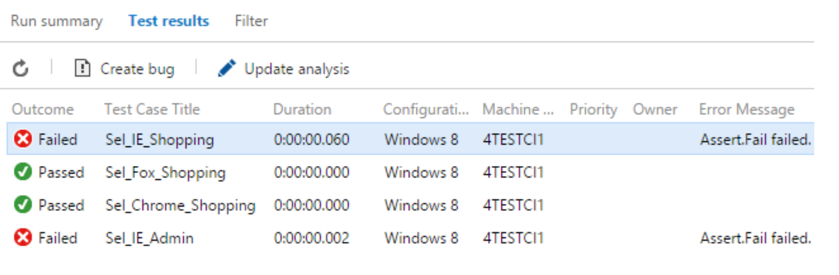 Run summary Test results Filter
Create bug Update analysis
Outcome Test Case Title Duration Configurati... Machine ... Priority Owner Error Message
Failed Sel_IE_Shopping 0:00:00.060 Windows 8 4TESTCI1 Assert.Fail failed.
Passed Sel_Fox_Shopping 0:00:00.000 Windows 8 4TESTCI1
Passed Sel_Chrome_Shopping 0:00:00.000 Windows 8 4TESTCI1
Failed Sel_IE_Admin 0:00:00.002 Windows 8 4TESTCI1 Assert.Fail failed.